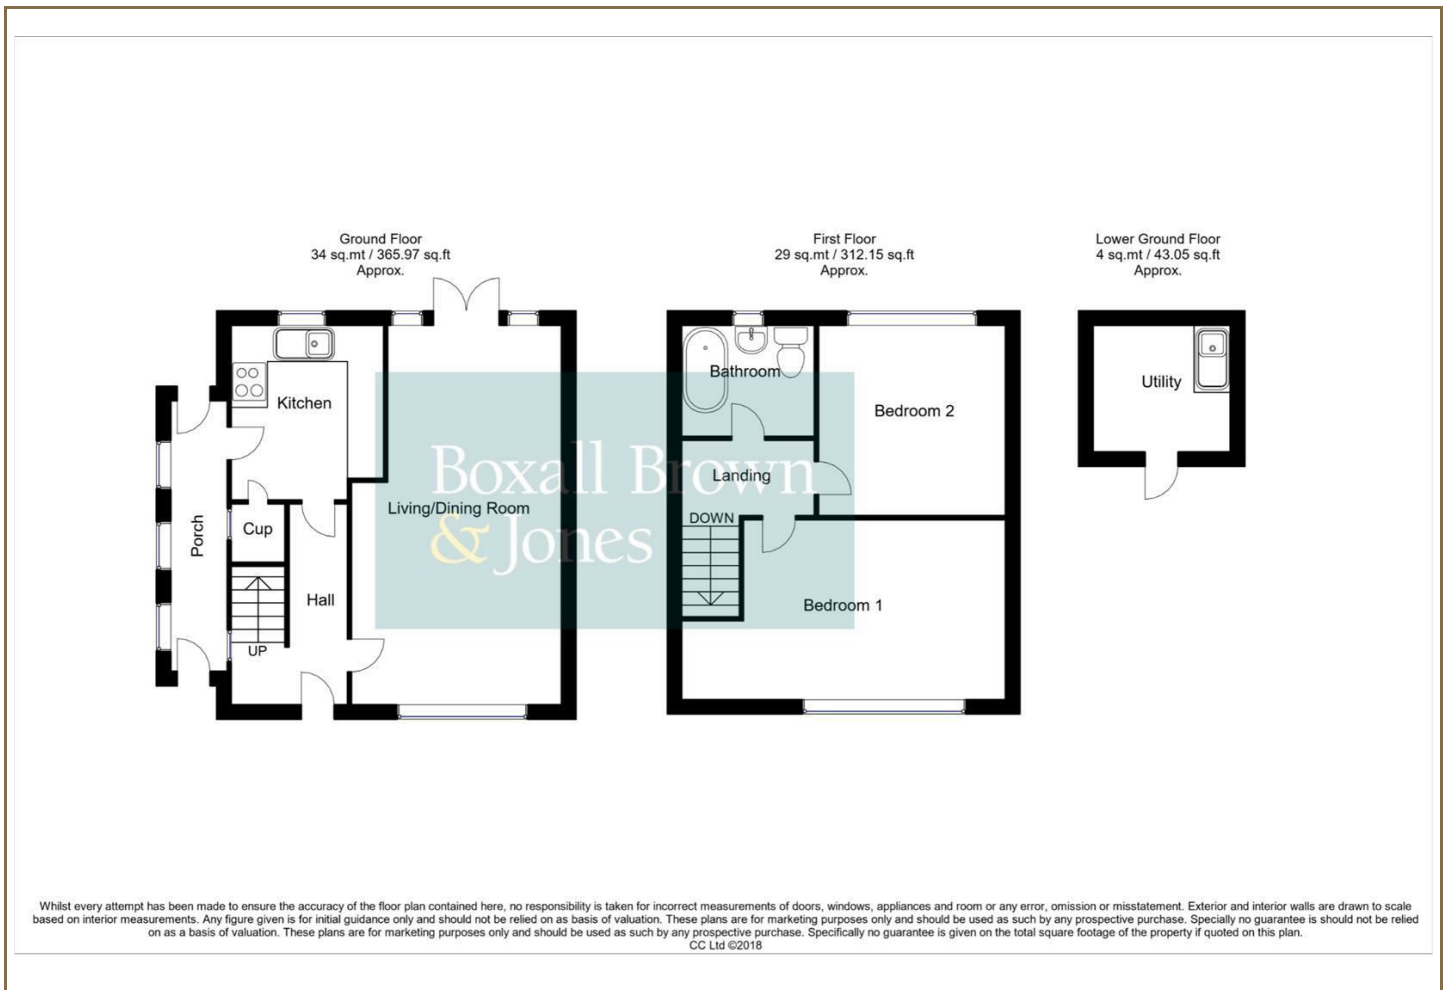 Ground Floor
34 sq.mt / 365.97 sq.ft
Approx.
First Floor
29 sq.mt / 312.15 sq.ft
Approx.
Lower Ground Floor
4 sq.mt / 43.05 sq.ft
Approx.
Kitchen
Living/Dining Room
Porch
Cup
Hall
UP
Bathroom
Bedroom 2
Landing
DOWN
Bedroom 1
Utility
Boxall Brown
& Jones
Whilst every attempt has been made to ensure the accuracy of the floor plan contained here, no responsibility is taken for incorrect measurements of doors, windows, appliances and room or any error, omission or misstatement. Exterior and interior walls are drawn to scale
based on interior measurements. Any figure given is for initial guidance only and should not be relied on as basis of valuation. These plans are for marketing purposes only and should be used as such by any prospective purchase. Specially no guarantee is should not be relied
on as a basis of valuation. These plans are for marketing purposes only and should be used as such by any prospective purchase. Specifically no guarantee is given on the total square footage of the property if quoted on this plan.
CC Ltd ©2018